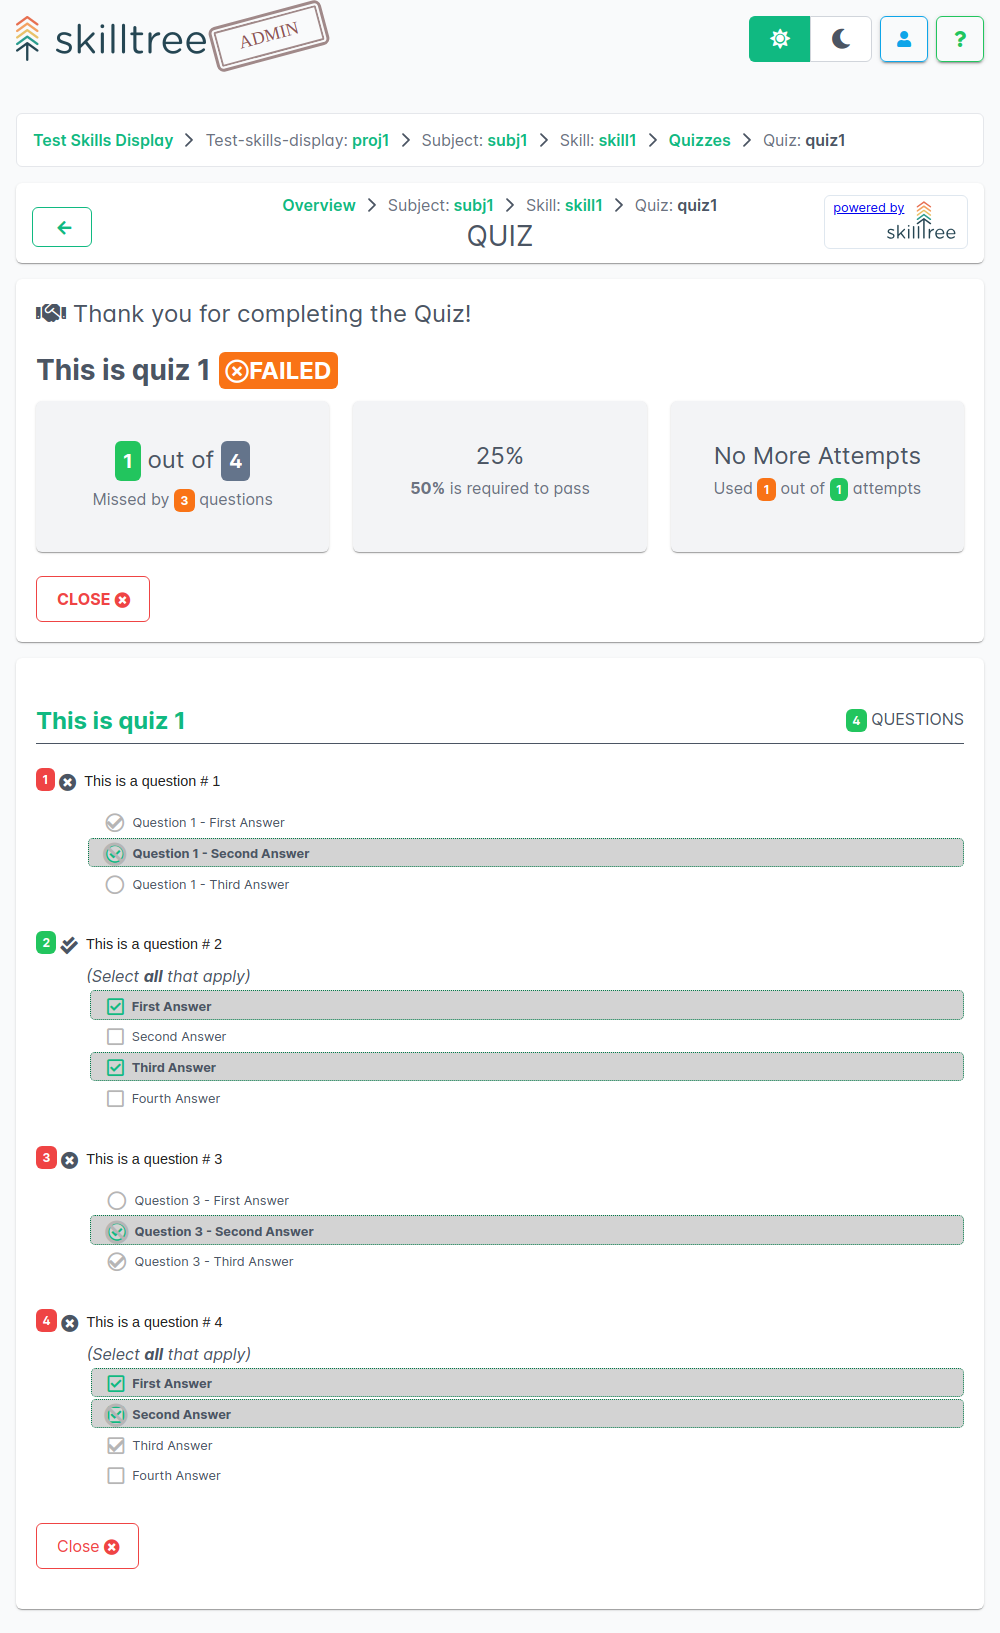 skilltree ADMIN
?
Test Skills Display > Test-skills-display: proj1 > Subject: subj1 > Skill: skill1 > Quizzes > Quiz: quiz1
Overview > Subject: subj1 > Skill: skill1 > Quiz: quiz1
QUIZ
powered by
skilltree
Thank you for completing the Quiz!
This is quiz 1 FAILED
1 out of 4
Missed by 3 questions
25%
50% is required to pass
No More Attempts
Used 1 out of 1 attempts
CLOSE
This is quiz 1
4 QUESTIONS
1 This is a question # 1
Question 1 - First Answer
Question 1 - Second Answer
Question 1 - Third Answer
2 This is a question # 2
(Select all that apply)
First Answer
Second Answer
Third Answer
Fourth Answer
3 This is a question # 3
Question 3 - First Answer
Question 3 - Second Answer
Question 3 - Third Answer
4 This is a question # 4
(Select all that apply)
First Answer
Second Answer
Third Answer
Fourth Answer
Close